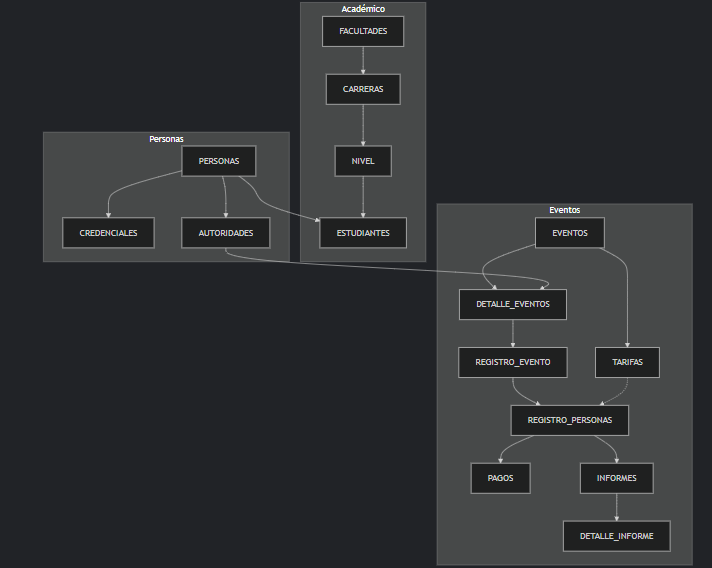 Académico
FACULTADES
CARRERAS
Personas
PERSONAS
NIVEL
CREDENCIALES
AUTORIDADES
ESTUDIANTES
Eventos
EVENTOS
DETALLE_EVENTOS
REGISTRO_EVENTO
TARIFAS
REGISTRO_PERSONAS
PAGOS
INFORMES
DETALLE_INFORME